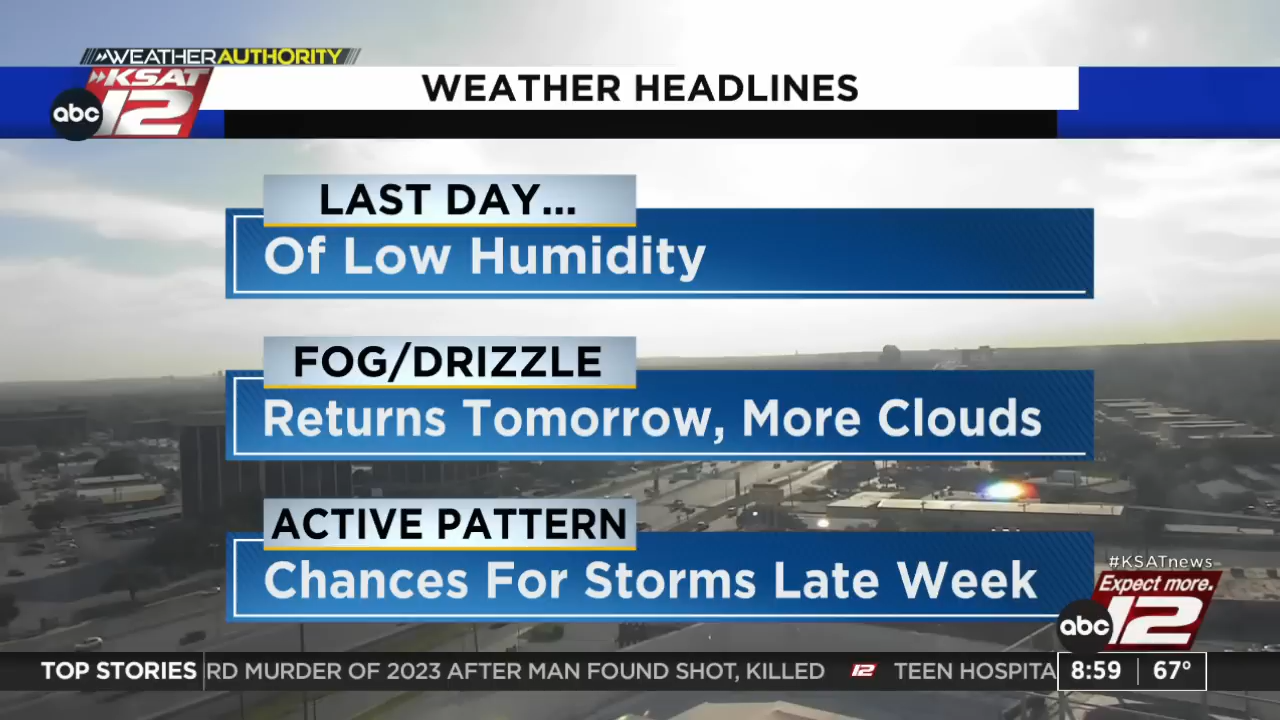 WEATHERAUTHORITY
KSAT
abc 12
WEATHER HEADLINES
LAST DAY...
Of Low Humidity
FOG/DRIZZLE
Returns Tomorrow, More Clouds
ACTIVE PATTERN
Chances For Storms Late Week
#KSATnews
Expect more.
abc 12
TOP STORIES RD MURDER OF 2023 AFTER MAN FOUND SHOT, KILLED 12 TEEN HOSPITA 8:59 67°